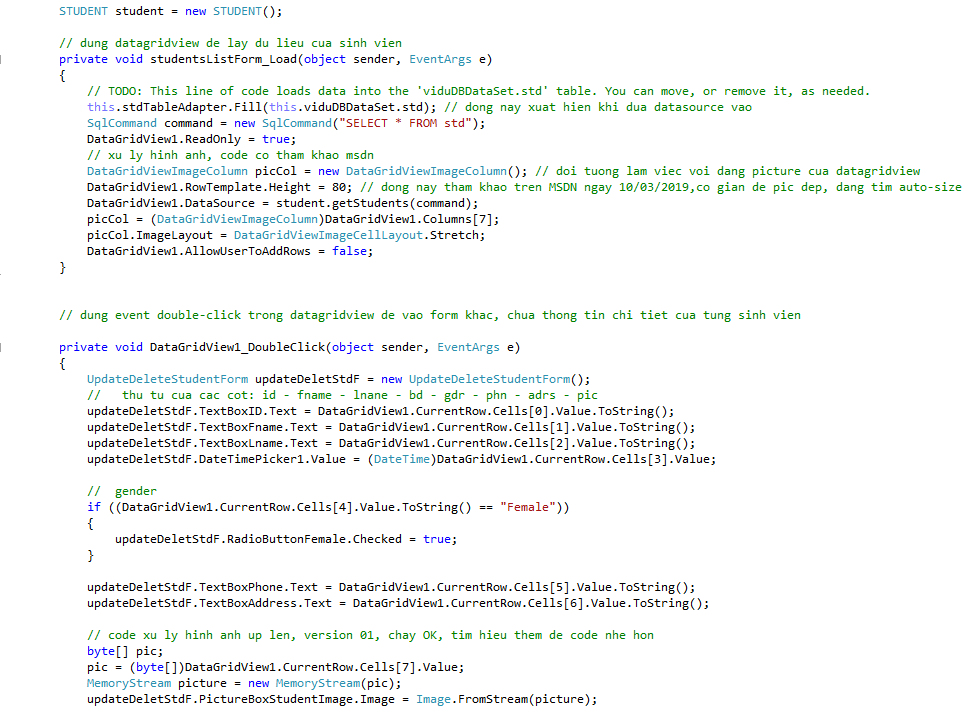 STUDENT student = new STUDENT();
// dung datagridview de lay du lieu cua sinh vien
private void studentsListForm_Load(object sender, EventArgs e)
{
// TODO: This line of code loads data into the 'viduDBDataSet.std' table. You can move, or remove it, as needed.
this.stdTableAdapter.Fill(this.viduDBDataSet.std); // dong nay xuat hien khi dua datasource vao
SqlCommand command = new SqlCommand("SELECT * FROM std");
DataGridView1.ReadOnly = true;
// xu ly hinh anh, code co tham khao msdn
DataGridViewImageColumn picCol = new DataGridViewImageColumn(); // doi tuong lam viec voi dang picture cua datagridview
DataGridView1.RowTemplate.Height = 80; // dong nay tham khao tren MSDN ngay 10/03/2019,co gian de pic dep, dang tim auto-size
DataGridView1.DataSource = student.getStudents(command);
picCol = (DataGridViewImageColumn)DataGridView1.Columns[7];
picCol.ImageLayout = DataGridViewImageCellLayout.Stretch;
DataGridView1.AllowUserToAddRows = false;
}
// dung event double-click trong datagridview de vao form khac, chua thong tin chi tiet cua tung sinh vien
private void DataGridView1_DoubleClick(object sender, EventArgs e)
{
UpdateDeleteStudentForm updateDeletStdF = new UpdateDeleteStudentForm();
//   thu tu cua cac cot: id - fname - lnane - bd - gdr - phn - adrs - pic
updateDeletStdF.TextBoxID.Text = DataGridView1.CurrentRow.Cells[0].Value.ToString();
updateDeletStdF.TextBoxFname.Text = DataGridView1.CurrentRow.Cells[1].Value.ToString();
updateDeletStdF.TextBoxLname.Text = DataGridView1.CurrentRow.Cells[2].Value.ToString();
updateDeletStdF.DateTimePicker1.Value = (DateTime)DataGridView1.CurrentRow.Cells[3].Value;
//  gender
if ((DataGridView1.CurrentRow.Cells[4].Value.ToString() == "Female"))
{
updateDeletStdF.RadioButtonFemale.Checked = true;
}
updateDeletStdF.TextBoxPhone.Text = DataGridView1.CurrentRow.Cells[5].Value.ToString();
updateDeletStdF.TextBoxAddress.Text = DataGridView1.CurrentRow.Cells[6].Value.ToString();
// code xu ly hinh anh up len, version 01, chay OK, tim hieu them de code nhe hon
byte[] pic;
pic = (byte[])DataGridView1.CurrentRow.Cells[7].Value;
MemoryStream picture = new MemoryStream(pic);
updateDeletStdF.PictureBoxStudentImage.Image = Image.FromStream(picture);